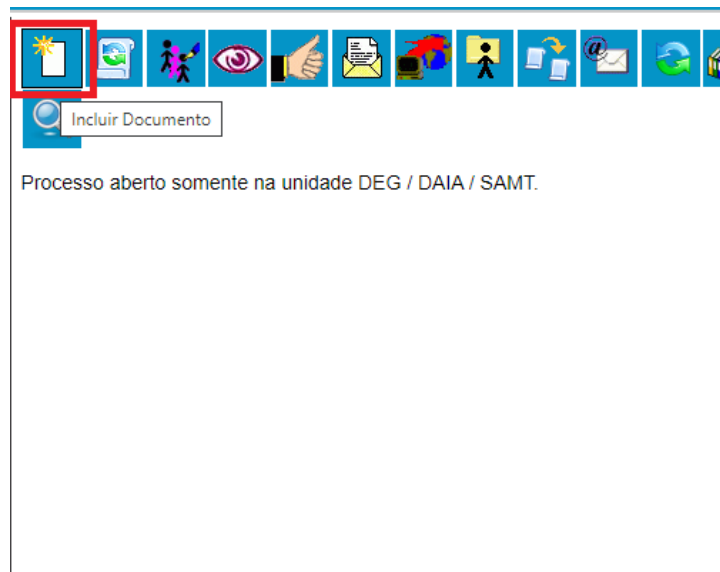 @
Incluir Documento
Processo aberto somente na unidade DEG / DAIA / SAMT.